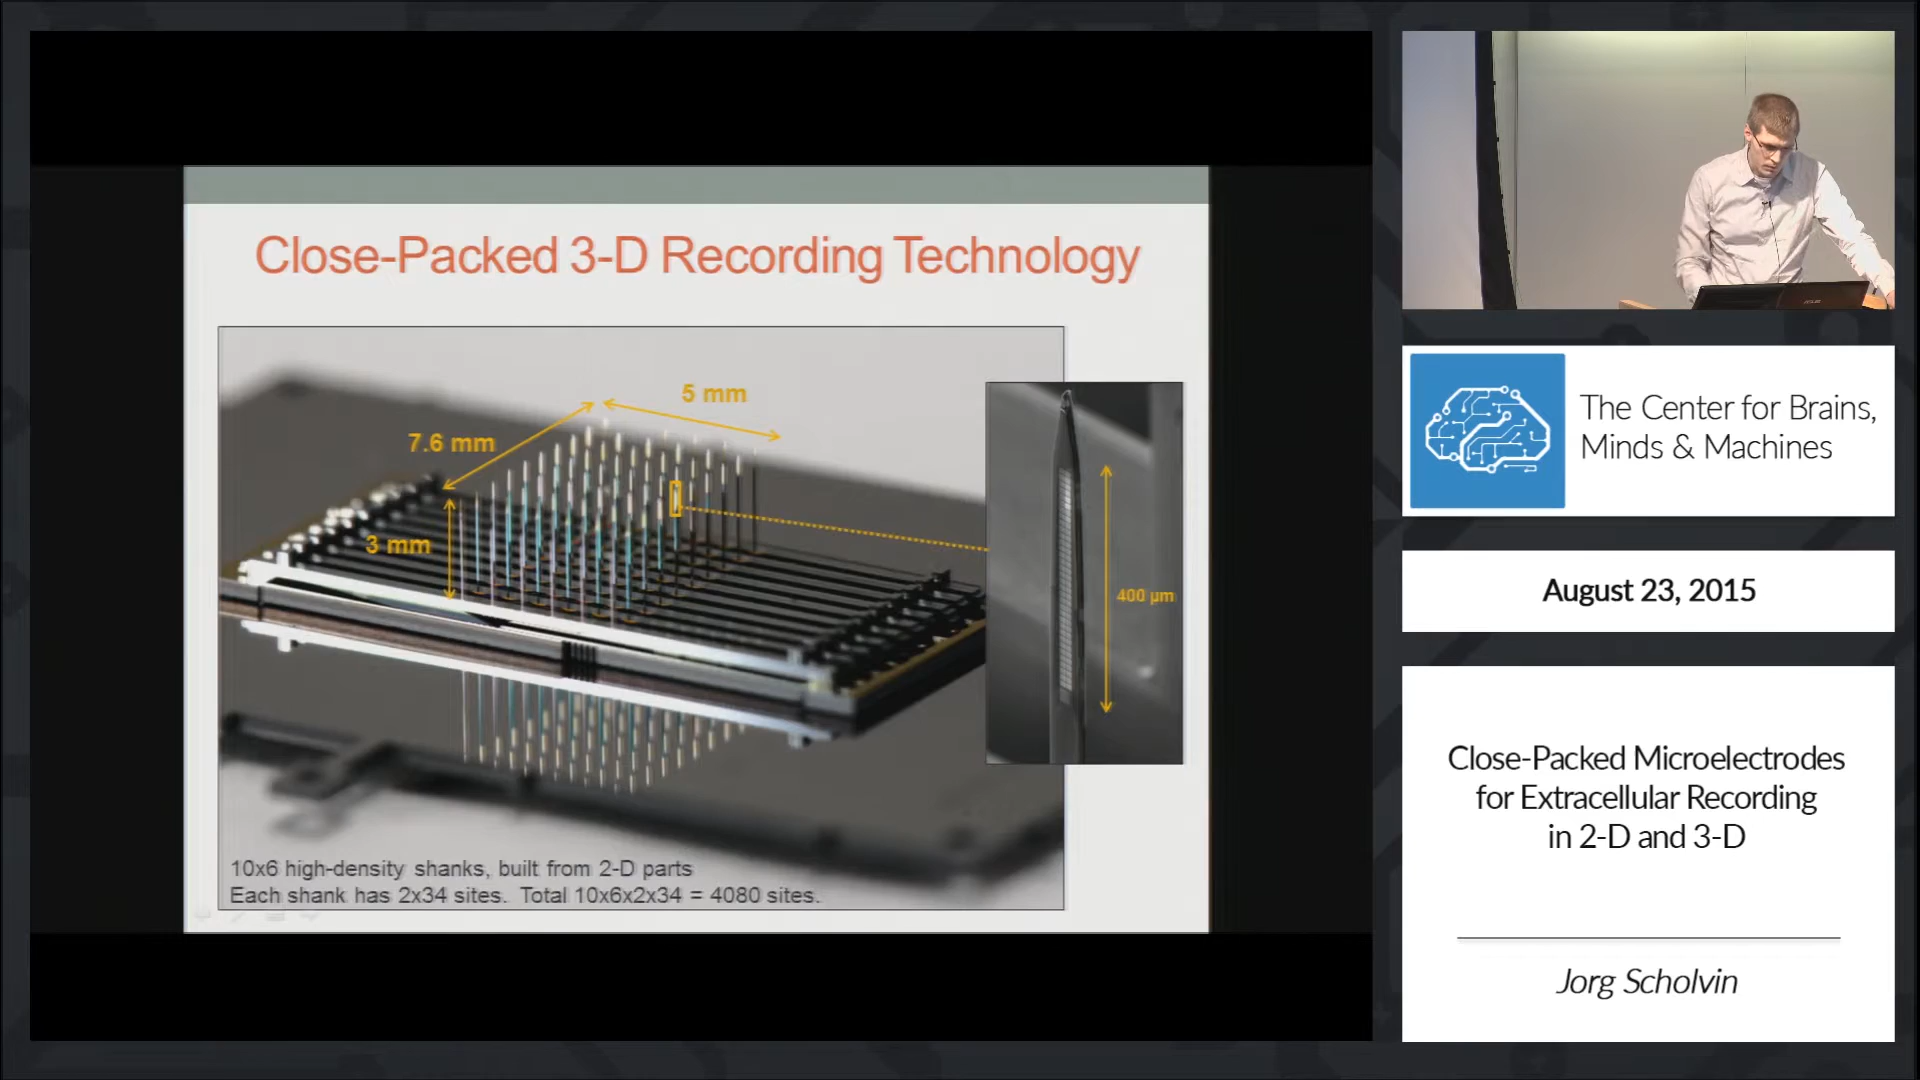 Close-Packed 3-D Recording Technology
5 mm
7.6 mm
3 mm
400 µm
10x6 high-density shanks, built from 2-D parts
Each shank has 2x34 sites. Total 10x6x2x34 = 4080 sites.
The Center for Brains,
Minds & Machines
August 23, 2015
Close-Packed Microelectrodes
for Extracellular Recording
in 2-D and 3-D
Jorg Scholvin